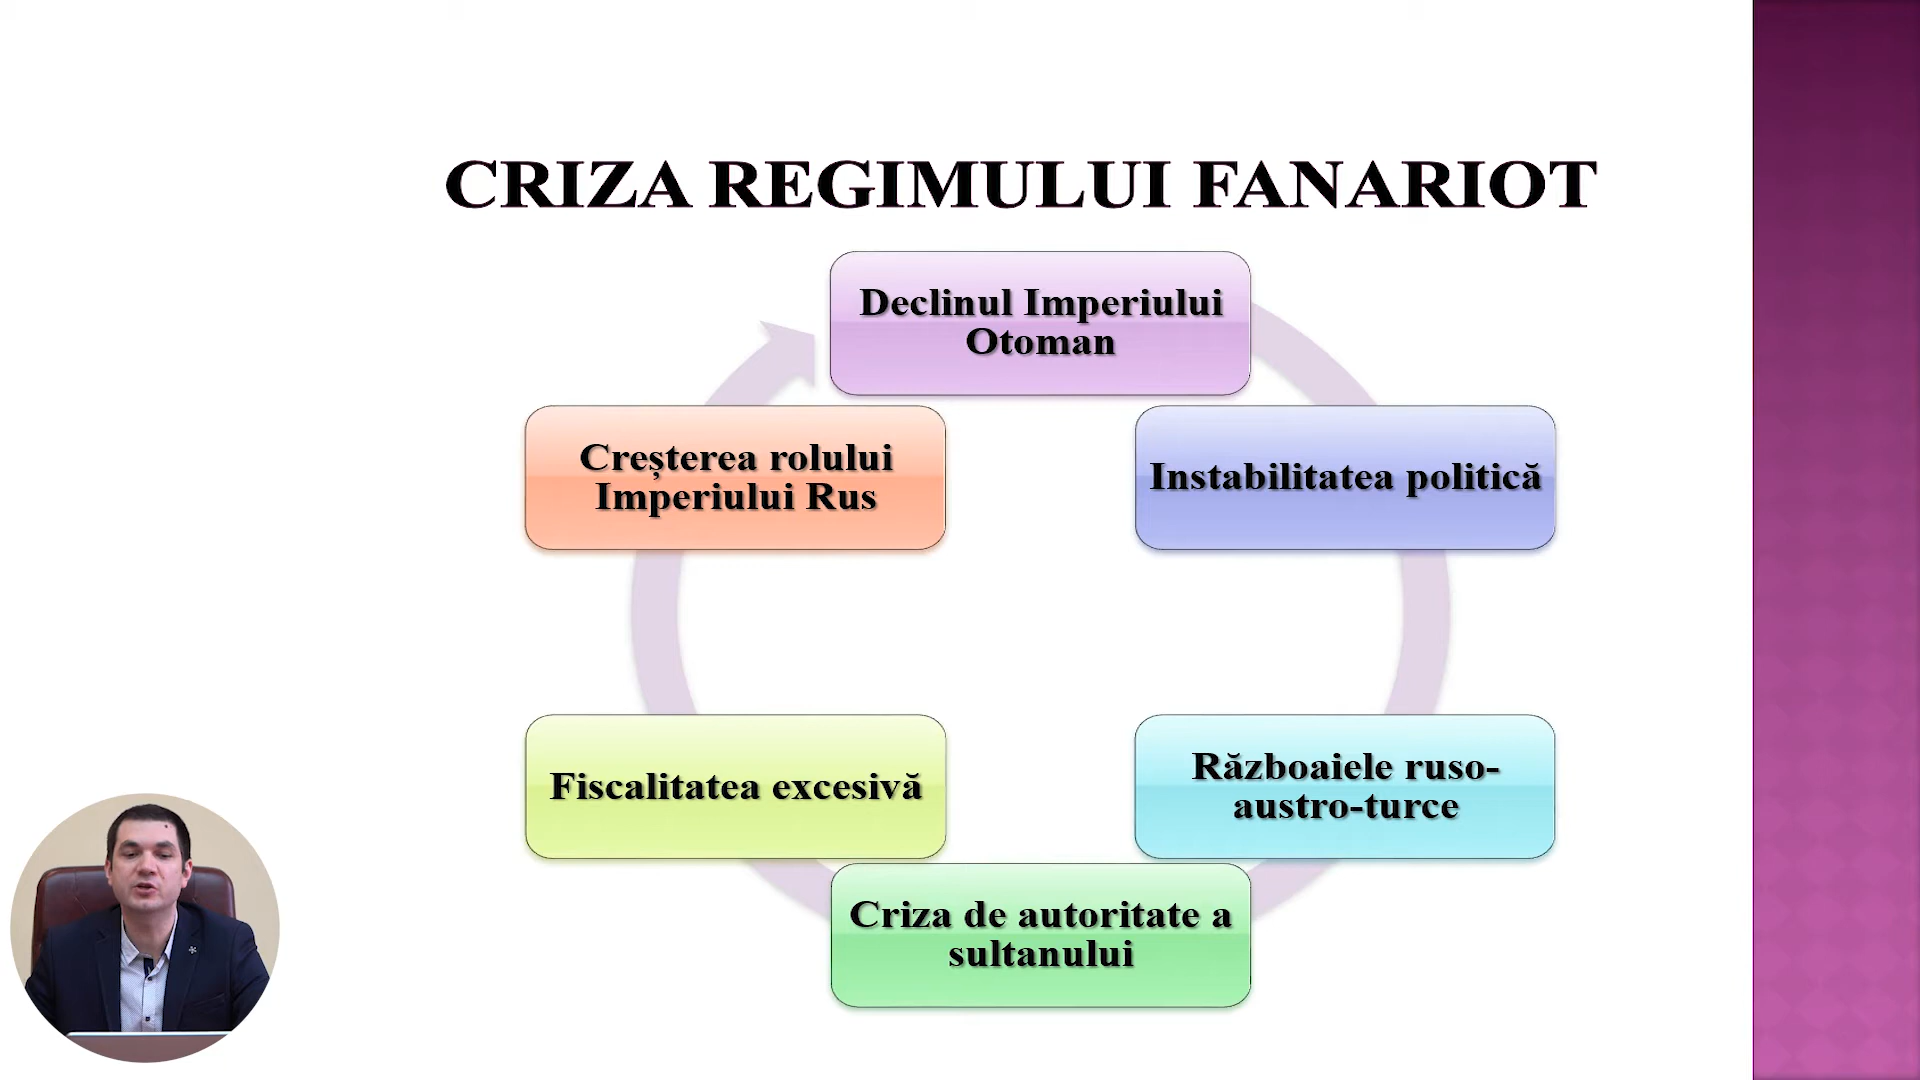 CRIZA REGIMULUI FANARIOT
Declinul Imperiului
Otoman
Instabilitatea politică
Războaiele ruso-
austro-turce
Criza de autoritate a
sultanului
Fiscalitatea excesivă
Creșterea rolului
Imperiului Rus